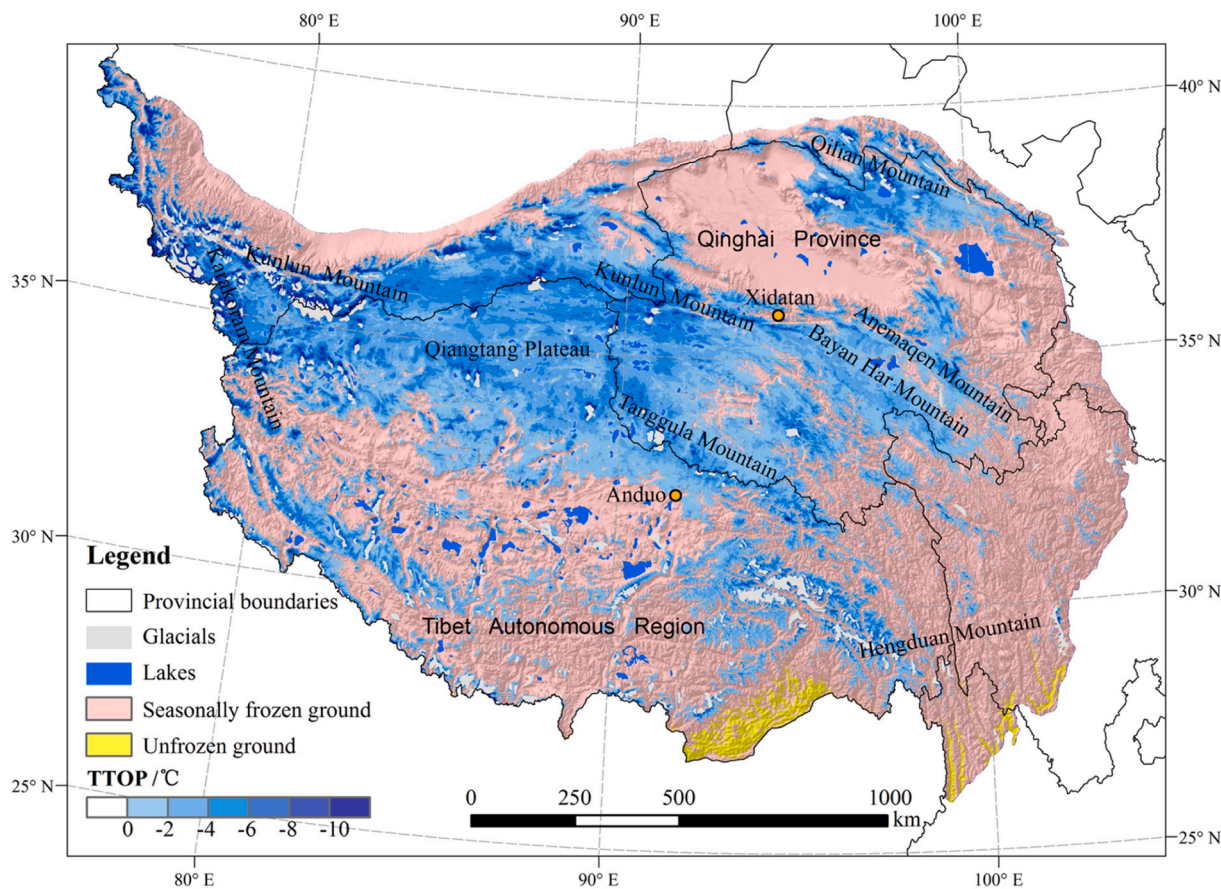 80° E
90° E
100° E
40° N
Qilian Mountain
Qinghai Province
35° N
Kunlun Mountain
Kunlun Mountain
Xidatan
Karakoram Mountain
Anemaqen Mountain
35° N
Qiangtang Plateau
Bayan Har Mountain
Tanggula Mountain
Anduo
30° N
Legend
30° N
Provincial boundaries
Tibet Autonomous Region
Hengduan Mountain
Glacials
Lakes
Seasonally frozen ground
Unfrozen ground
TTOP /℃
25° N
0 250 500 1000
km
0 -2 -4 -6 -8 -10
25° N
80° E
90° E
100° E